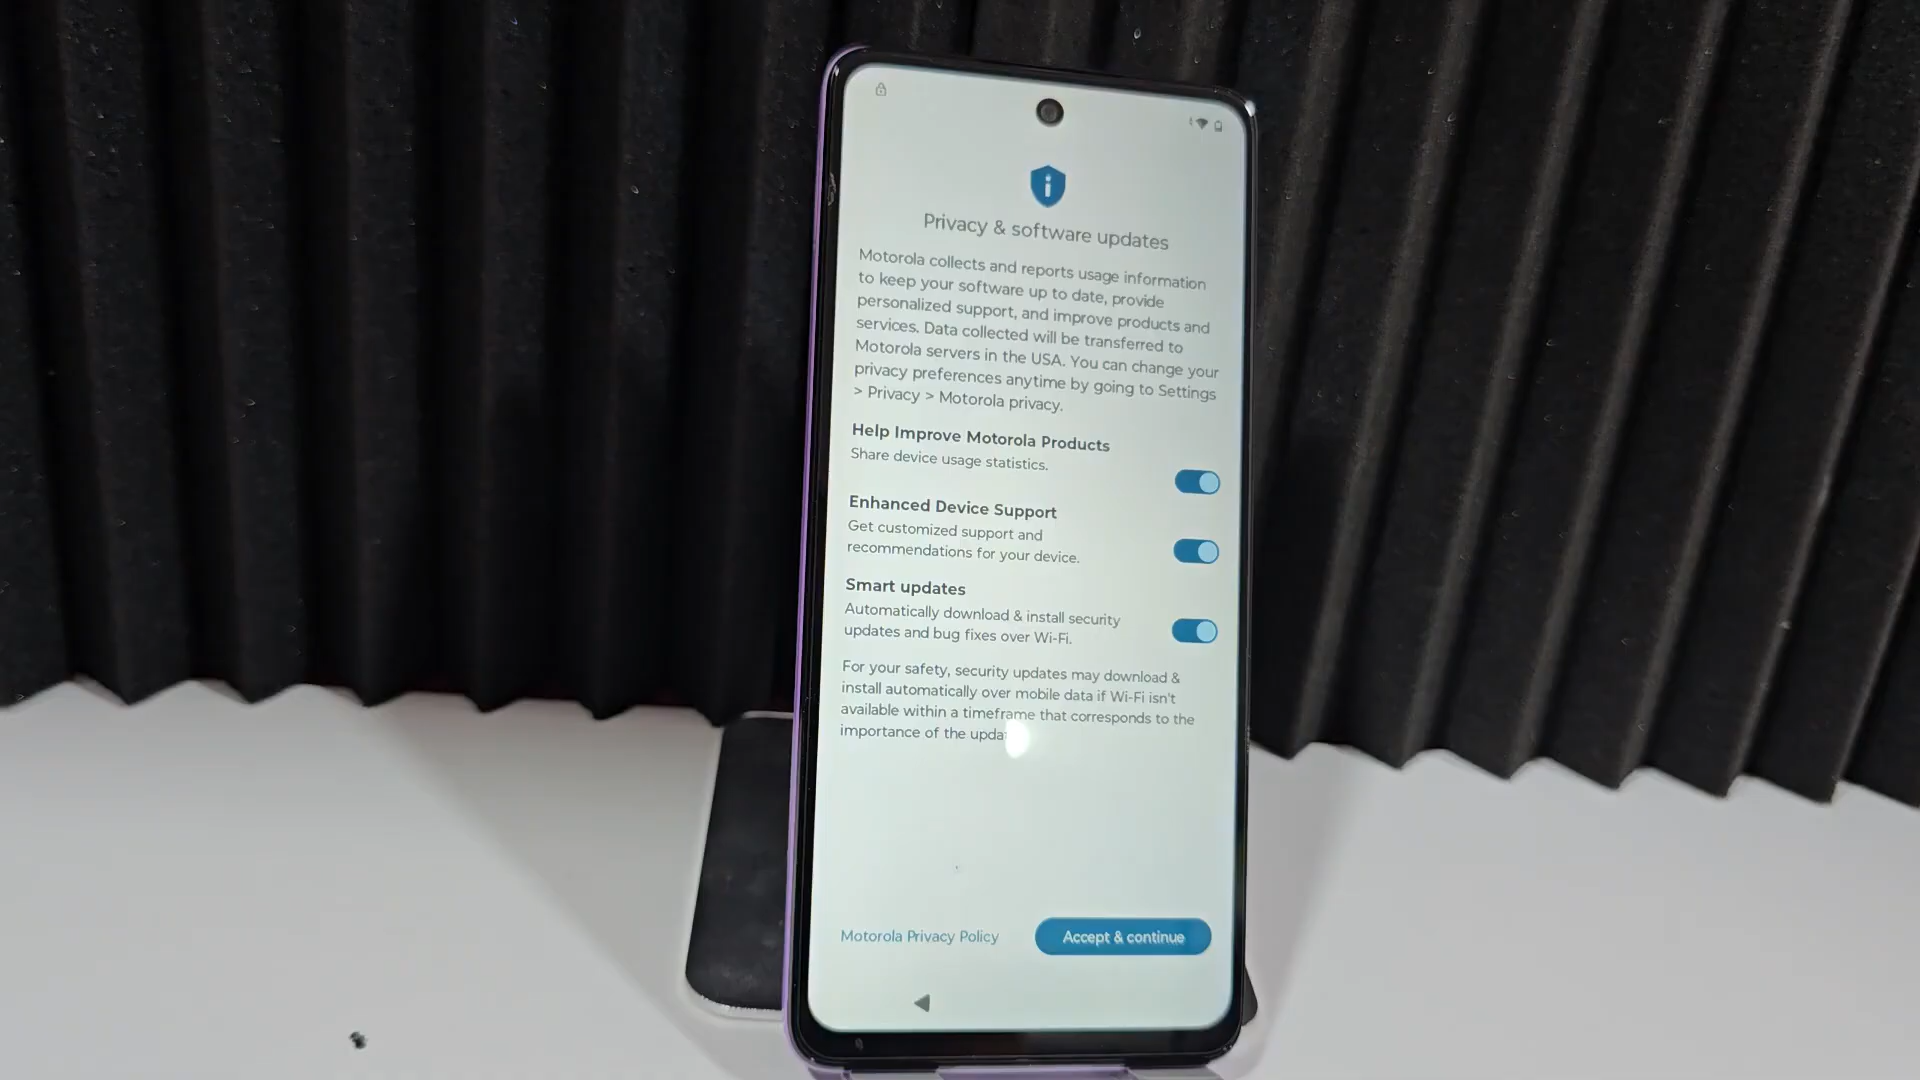 Privacy & software updates
Motorola collects and reports usage information
to keep your software up to date, provide
personalized support, and improve products and
services. Data collected will be transferred to
Motorola servers in the USA. You can change your
privacy preferences anytime by going to Settings
> Privacy > Motorola privacy.
Help Improve Motorola Products
Share device usage statistics.
Enhanced Device Support
Get customized support and
recommendations for your device.
Smart updates
Automatically download & install security
updates and bug fixes over Wi-Fi.
For your safety, security updates may download &
install automatically over mobile data if Wi-Fi isn't
available within a timeframe that corresponds to the
importance of the
Motorola Privacy Policy
Accept & continue